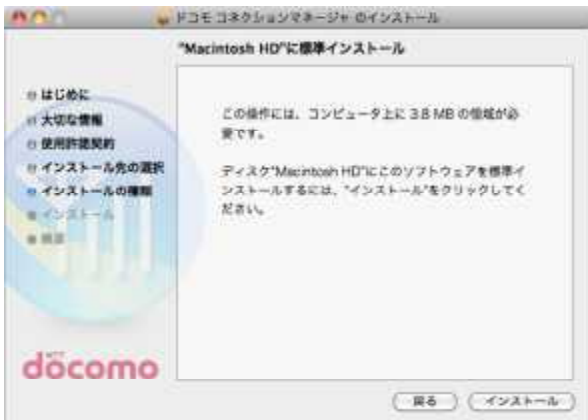 ドコモ コネクションマネージャ のインストール
"Macintosh HD"に標準インストール
はじめに
大切な情報
使用許諾契約
インストール先の選択
インストールの種類
インストール
概要
この操作には、コンピュータ上に 3.8 MB の領域が必
要です。
ディスク"Macintosh HD"にこのソフトウェアを標準イ
ンストールするには、"インストール"をクリックしてく
ださい。
NTT
döcomo
戻る
インストール